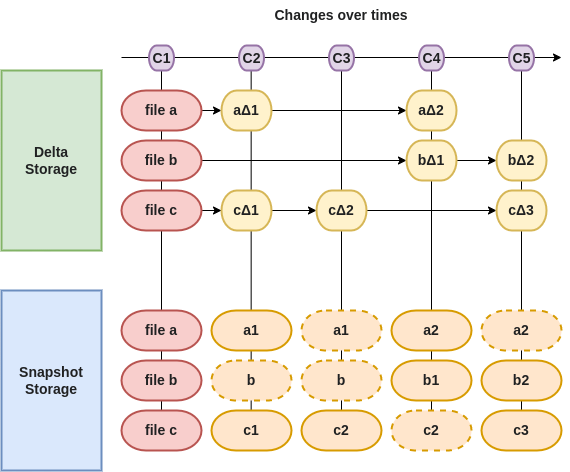 Changes over times
C1 C2 C3 C4 C5
Delta
Storage
file a aΔ1 aΔ2
file b bΔ1 bΔ2
file c cΔ1 cΔ2 cΔ3
Snapshot
Storage
file a a1 a1 a2 a2
file b b b b1 b2
file c c1 c2 c2 c3